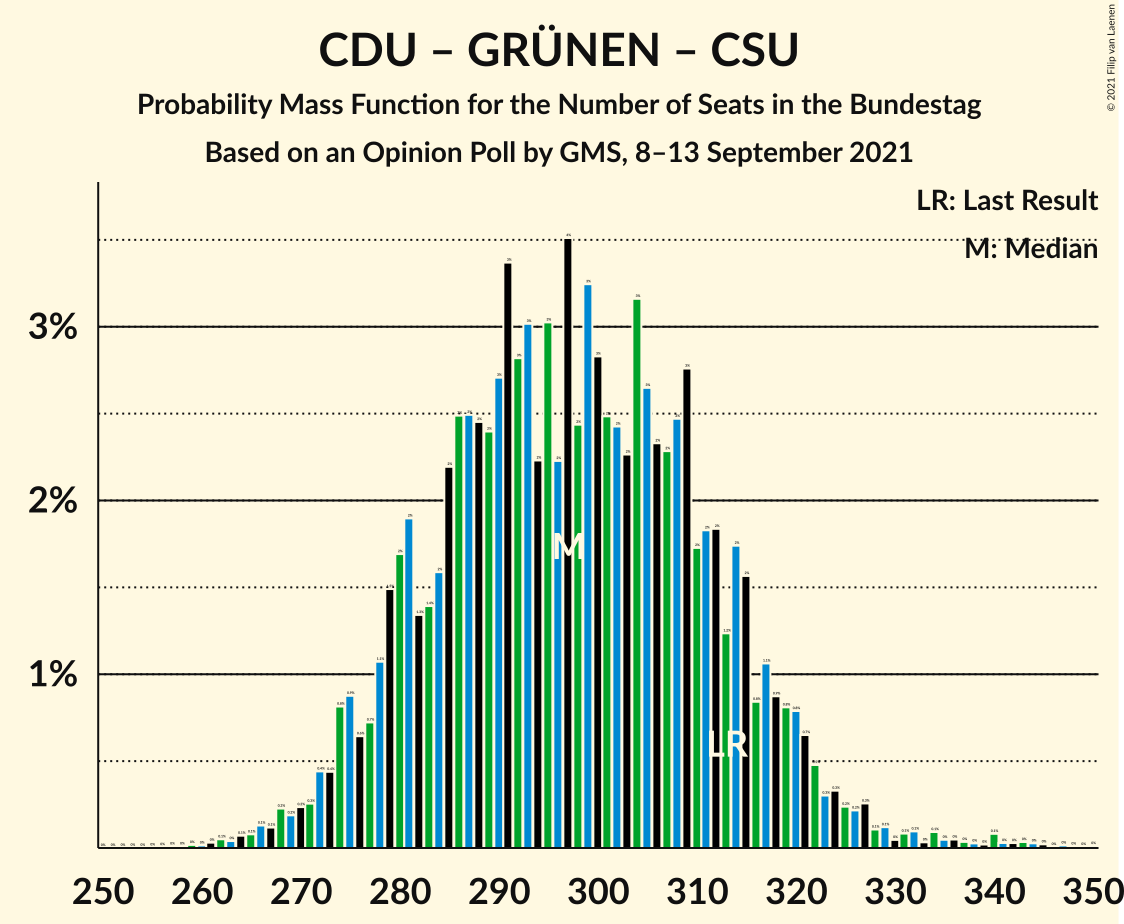 CDU – GRÜNEN – CSU
Probability Mass Function for the Number of Seats in the Bundestag
Based on an Opinion Poll by GMS, 8–13 September 2021
© 2021 Filip van Laenen
LR: Last Result
M: Median
3%
2%
1%
M
LR
250 260 270 280 290 300 310 320 330 340 350